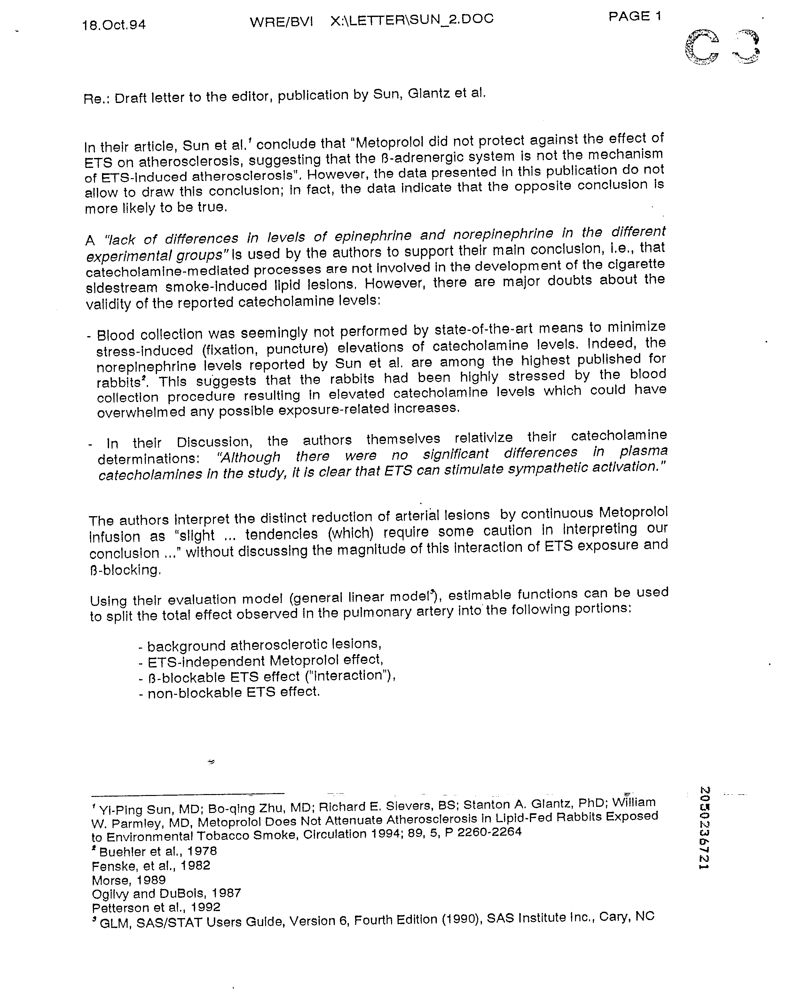 18.Oct.94 WRE/BVI X:\LETTER\SUN_2.DOC PAGE 1
C3
Re.: Draft letter to the editor, publication by Sun, Glantz et al.
In their article, Sun et al.¹ conclude that "Metoprolol did not protect against the effect of
ETS on atherosclerosis, suggesting that the ß-adrenergic system is not the mechanism
of ETS-induced atherosclerosis". However, the data presented in this publication do not
allow to draw this conclusion; in fact, the data indicate that the opposite conclusion is
more likely to be true.
A "lack of differences in levels of epinephrine and norepinephrine in the different
experimental groups" is used by the authors to support their main conclusion, i.e., that
catecholamine-mediated processes are not involved in the development of the cigarette
sidestream smoke-induced lipid lesions. However, there are major doubts about the
validity of the reported catecholamine levels:
- Blood collection was seemingly not performed by state-of-the-art means to minimize
stress-induced (fixation, puncture) elevations of catecholamine levels. Indeed, the
norepinephrine levels reported by Sun et al. are among the highest published for
rabbits². This suggests that the rabbits had been highly stressed by the blood
collection procedure resulting in elevated catecholamine levels which could have
overwhelmed any possible exposure-related increases.
- In their Discussion, the authors themselves relativize their catecholamine
determinations: "Although there were no significant differences in plasma
catecholamines in the study, it is clear that ETS can stimulate sympathetic activation."
The authors interpret the distinct reduction of arterial lesions by continuous Metoprolol
infusion as "slight ... tendencies (which) require some caution in interpreting our
conclusion ..." without discussing the magnitude of this interaction of ETS exposure and
ß-blocking.
Using their evaluation model (general linear model³), estimable functions can be used
to split the total effect observed in the pulmonary artery into the following portions:
- background atherosclerotic lesions,
- ETS-independent Metoprolol effect,
- ß-blockable ETS effect ("interaction"),
- non-blockable ETS effect.
¹ Yi-Ping Sun, MD; Bo-qing Zhu, MD; Richard E. Sievers, BS; Stanton A. Glantz, PhD; William
W. Parmley, MD, Metoprolol Does Not Attenuate Atherosclerosis in Lipid-Fed Rabbits Exposed
to Environmental Tobacco Smoke, Circulation 1994; 89, 5, P 2260-2264
² Buehler et al., 1978
Fenske, et al., 1982
Morse, 1989
Ogilvy and DuBois, 1987
Petterson et al., 1992
³ GLM, SAS/STAT Users Guide, Version 6, Fourth Edition (1990), SAS Institute Inc., Cary, NC
2050236721